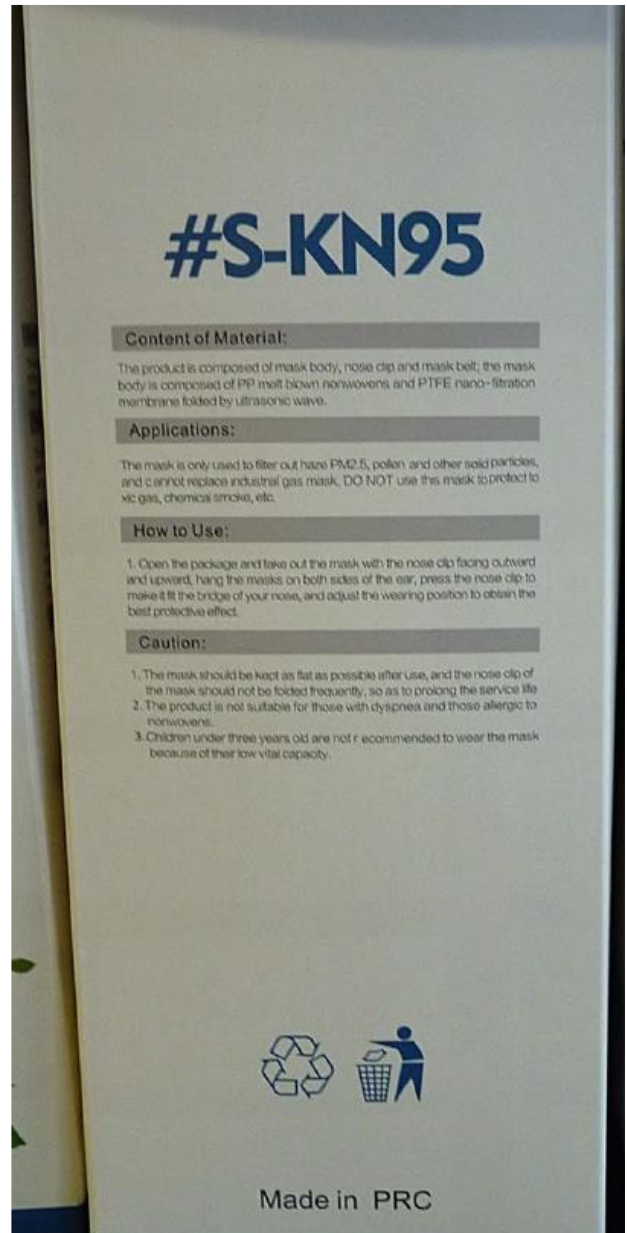 #S-KN95
Content of Material:
The product is composed of mask body, nose clip and mask belt; the mask
body is composed of PP melt blown nonwovens and PTFE nano-filtration
membrane folded by ultrasonic wave.
Applications:
The mask is only used to filter out haze PM2.5, pollen and other solid particles,
and c annot replace industrial gas mask, DO NOT use this mask to protect to
xic gas, chemical smoke, etc.
How to Use:
1. Open the package and take out the mask with the nose clip facing outward
and upward, hang the masks on both sides of the ear, press the nose clip to
make it fit the bridge of your nose, and adjust the wearing position to obtain the
best protective effect.
Caution:
1. The mask should be kept as flat as possible after use, and the nose clip of
the mask should not be folded frequently, so as to prolong the service life
2. The product is not suitable for those with dyspnea and those allergic to
nonwovens.
3. Children under three years old are not r ecommended to wear the mask
because of their low vital capacity.
Made in PRC